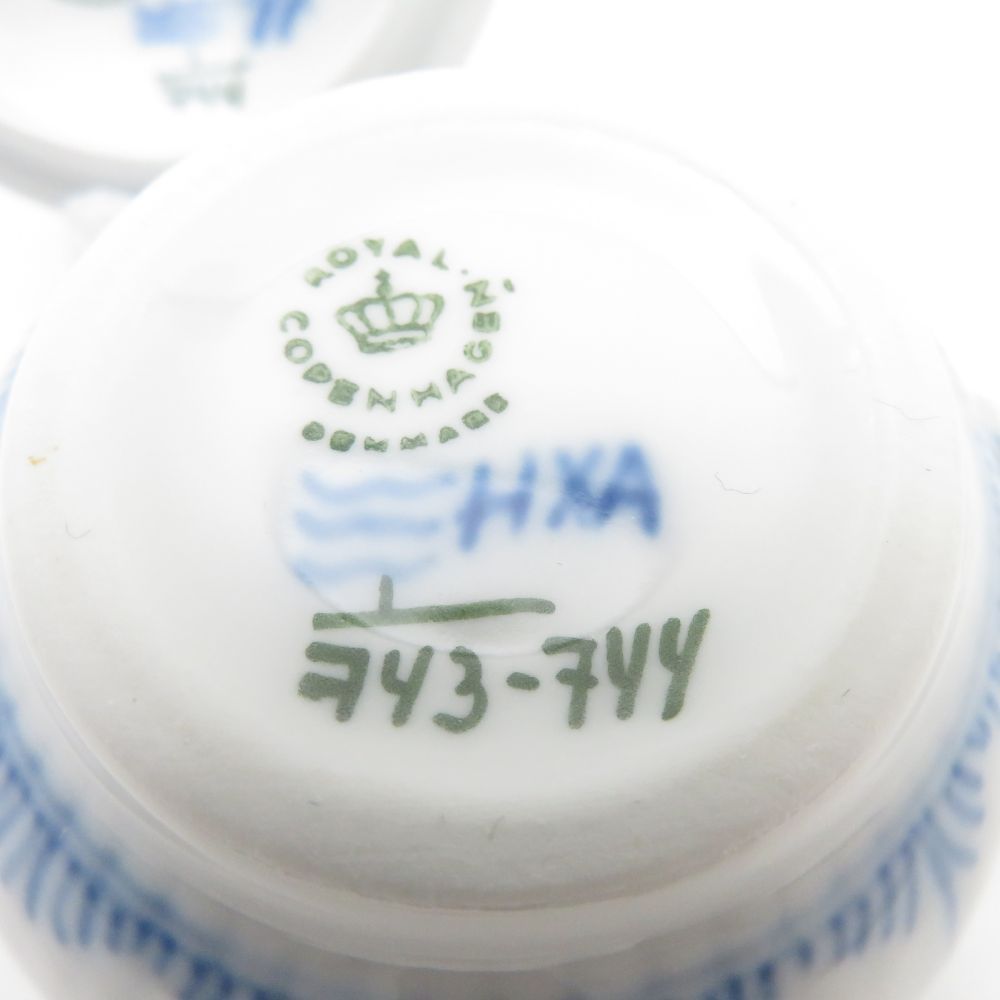 ROYAL
COPENHAGEN
DENMARK
HXA
1
743-744